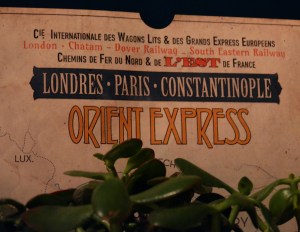 CIE INTERNATIONALE DES WAGONS LITS & DES GRANDS EXPRESS EUROPEENS
London - Chatam - Dover Railway - South Eastern Railway
CHEMINS DE FER DU NORD & DE L'EST DE FRANCE
LONDRES · PARIS · CONSTANTINOPLE
ORIENT EXPRESS
LUX.